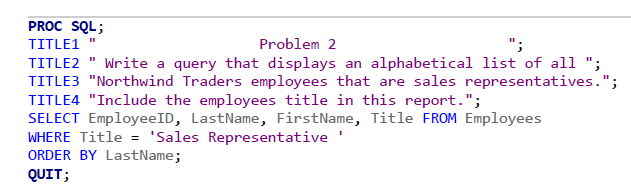 PROC SQL;
TITLE1 "                    Problem 2                     ";
TITLE2 " Write a query that displays an alphabetical list of all ";
TITLE3 "Northwind Traders employees that are sales representatives.";
TITLE4 "Include the employees title in this report.";
SELECT EmployeeID, LastName, FirstName, Title FROM Employees
WHERE Title = 'Sales Representative '
ORDER BY LastName;
QUIT;